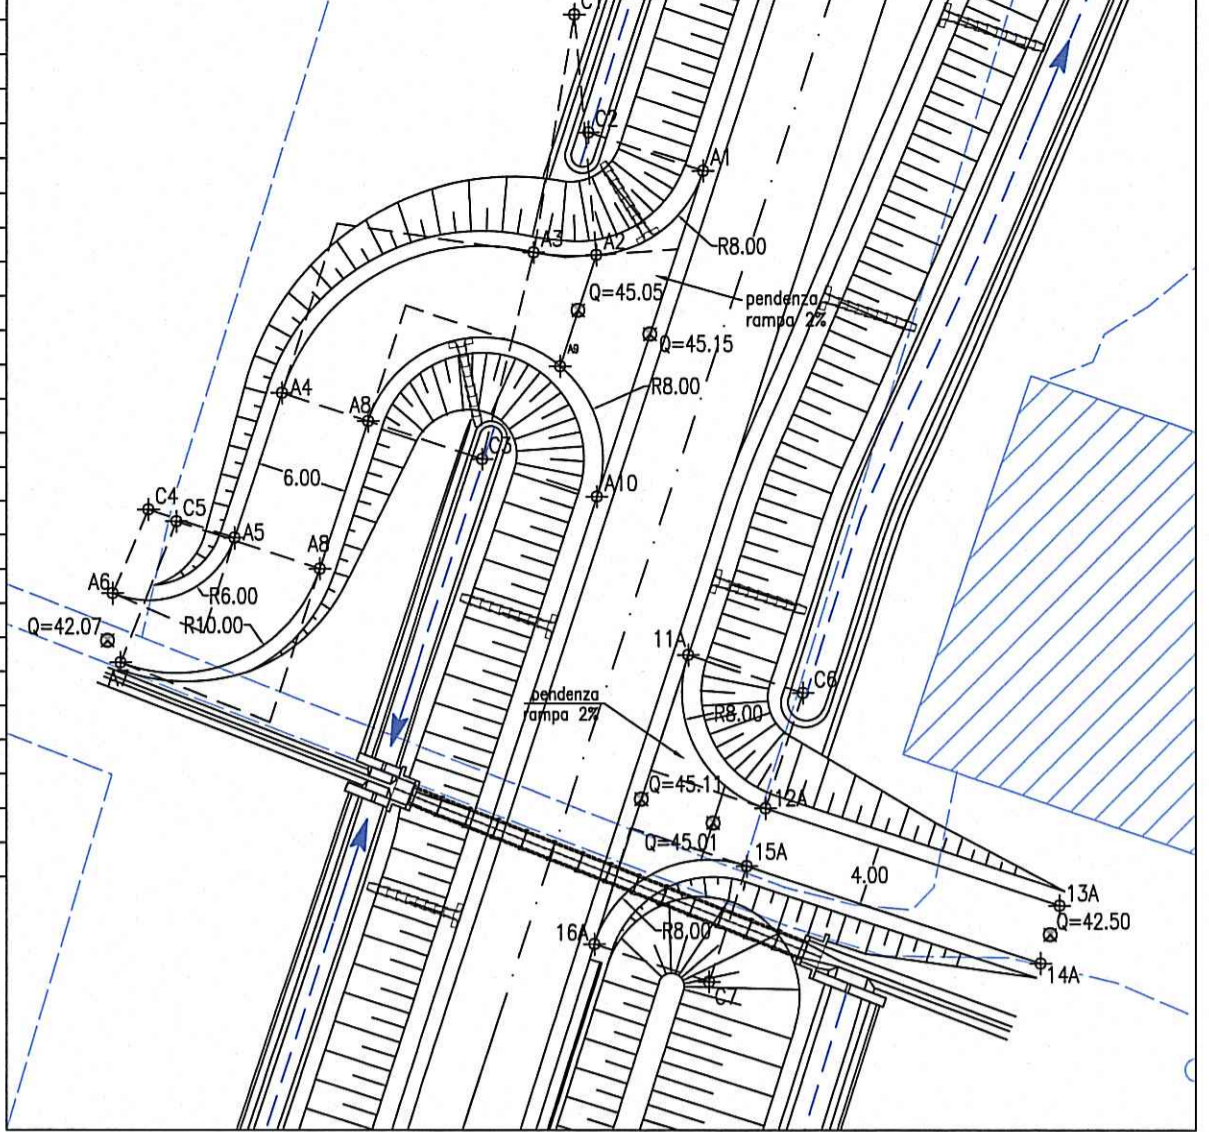 C2
A1
A3
A2
R8.00
Q=45.05
pendenza
rampa 2%
Q=45.15
A9
R8.00
A4
A8
C3
6.00
A10
C4
C5
A5
A8
A6
R6.00
R10.00
Q=42.07
A7
11A
C6
pendenza
rampa 2%
R8.00
Q=45.11
12A
Q=45.01
15A
4.00
13A
Q=42.50
16A
R8,00
14A
C7